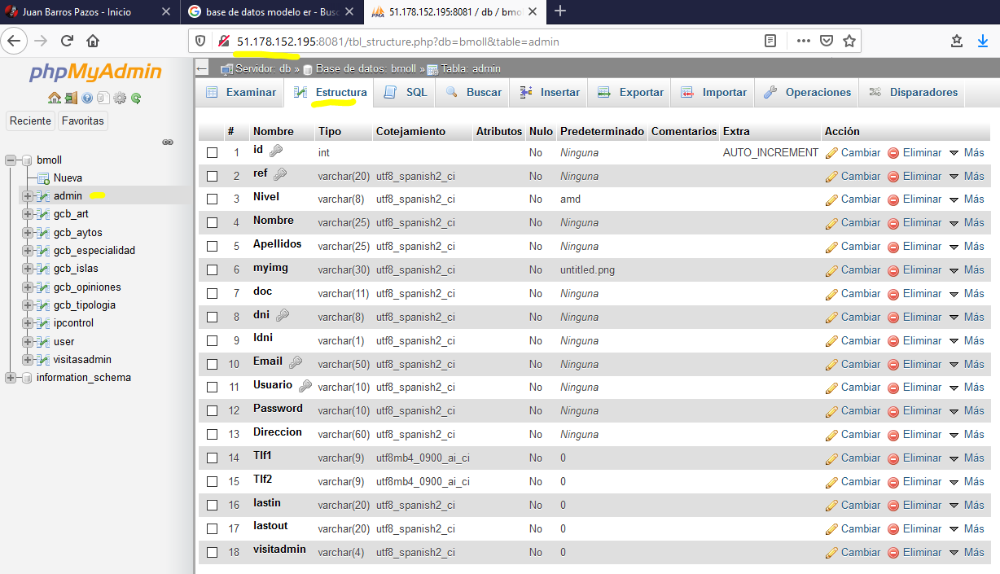 Juan Barros Pazos - Inicio
base de datos modelo er - Busc
51.178.152.195:8081 / db / bmol
51.178.152.195:8081/tbl_structure.php?db=bmoll&table=admin
phpMyAdmin
Reciente Favoritas
bmoll
Nueva
admin
gcb_art
gcb_aytos
gcb_especialidad
gcb_islas
gcb_opiniones
gcb_tipologia
ipcontrol
user
visitasadmin
information_schema
Servidor: db » Base de datos: bmoll » Tabla: admin
Examinar Estructura SQL Buscar Insertar Exportar Importar Operaciones Disparadores
# Nombre Tipo Cotejamiento Atributos Nulo Predeterminado Comentarios Extra Acción
1 id int No Ninguna AUTO_INCREMENT Cambiar Eliminar Más
2 ref varchar(20) utf8_spanish2_ci No Ninguna Cambiar Eliminar Más
3 Nivel varchar(8) utf8_spanish2_ci No amd Cambiar Eliminar Más
4 Nombre varchar(25) utf8_spanish2_ci No Ninguna Cambiar Eliminar Más
5 Apellidos varchar(25) utf8_spanish2_ci No Ninguna Cambiar Eliminar Más
6 myimg varchar(30) utf8_spanish2_ci No untitled.png Cambiar Eliminar Más
7 doc varchar(11) utf8_spanish2_ci No Ninguna Cambiar Eliminar Más
8 dni varchar(8) utf8_spanish2_ci No Ninguna Cambiar Eliminar Más
9 ldni varchar(1) utf8_spanish2_ci No Ninguna Cambiar Eliminar Más
10 Email varchar(50) utf8_spanish2_ci No Ninguna Cambiar Eliminar Más
11 Usuario varchar(10) utf8_spanish2_ci No Ninguna Cambiar Eliminar Más
12 Password varchar(10) utf8_spanish2_ci No Ninguna Cambiar Eliminar Más
13 Direccion varchar(60) utf8_spanish2_ci No Ninguna Cambiar Eliminar Más
14 Tlf1 varchar(9) utf8mb4_0900_ai_ci No 0 Cambiar Eliminar Más
15 Tlf2 varchar(9) utf8mb4_0900_ai_ci No 0 Cambiar Eliminar Más
16 lastin varchar(20) utf8_spanish2_ci No 0 Cambiar Eliminar Más
17 lastout varchar(20) utf8_spanish2_ci No 0 Cambiar Eliminar Más
18 visitadmin varchar(4) utf8_spanish2_ci No 0 Cambiar Eliminar Más